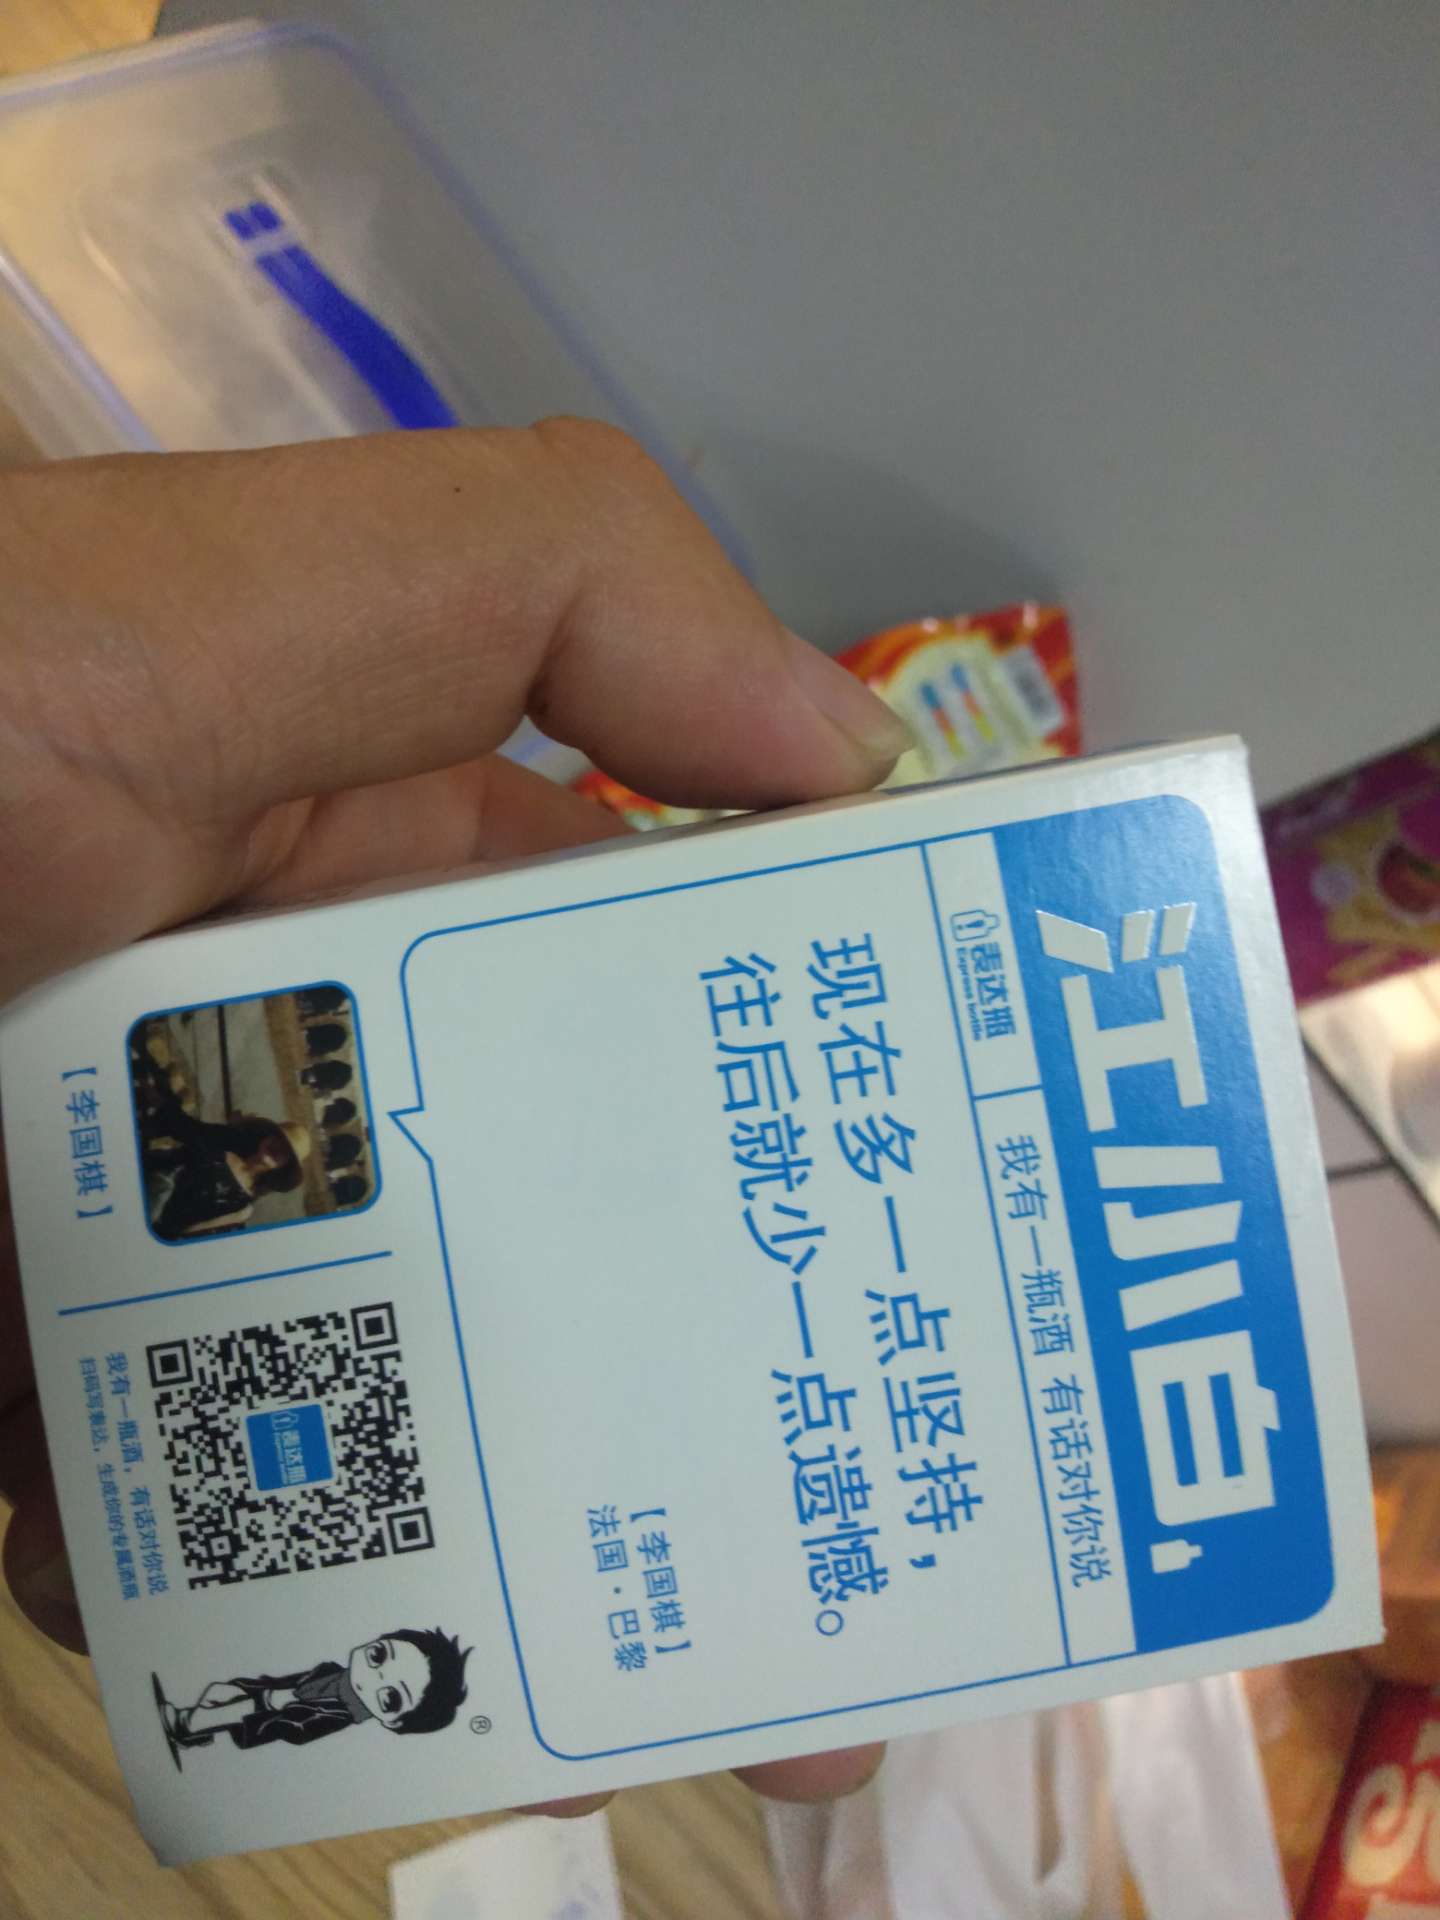 江小白
表达瓶
Express bottle
我有一瓶酒 有话对你说
现在多一点坚持，
往后就少一点遗憾。
【李国棋】
法国·巴黎
【李国棋】
表达瓶
我有一瓶酒，有话对你说
扫码写表达，生成你的专属酒瓶
®